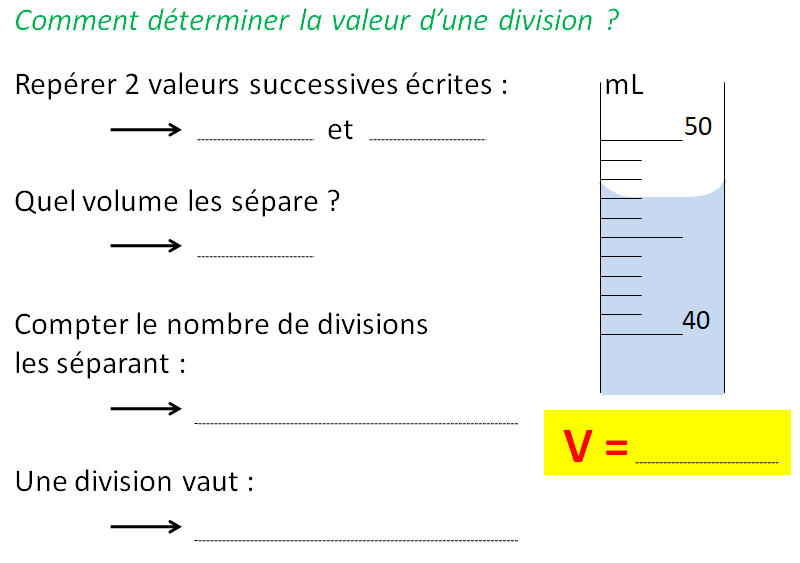 Comment déterminer la valeur d’une division ?
Repérer 2 valeurs successives écrites :
et
Quel volume les sépare ?
Compter le nombre de divisions
les séparant :
Une division vaut :
mL
50
40
V =